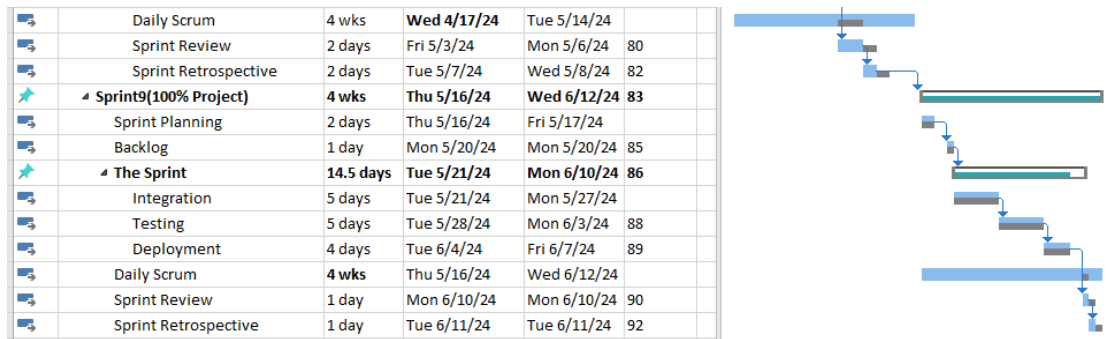 Daily Scrum 4 wks Wed 4/17/24 Tue 5/14/24
Sprint Review 2 days Fri 5/3/24 Mon 5/6/24 80
Sprint Retrospective 2 days Tue 5/7/24 Wed 5/8/24 82
Sprint9(100% Project) 4 wks Thu 5/16/24 Wed 6/12/24 83
Sprint Planning 2 days Thu 5/16/24 Fri 5/17/24
Backlog 1 day Mon 5/20/24 Mon 5/20/24 85
The Sprint 14.5 days Tue 5/21/24 Mon 6/10/24 86
Integration 5 days Tue 5/21/24 Mon 5/27/24
Testing 5 days Tue 5/28/24 Mon 6/3/24 88
Deployment 4 days Tue 6/4/24 Fri 6/7/24 89
Daily Scrum 4 wks Thu 5/16/24 Wed 6/12/24
Sprint Review 1 day Mon 6/10/24 Mon 6/10/24 90
Sprint Retrospective 1 day Tue 6/11/24 Tue 6/11/24 92